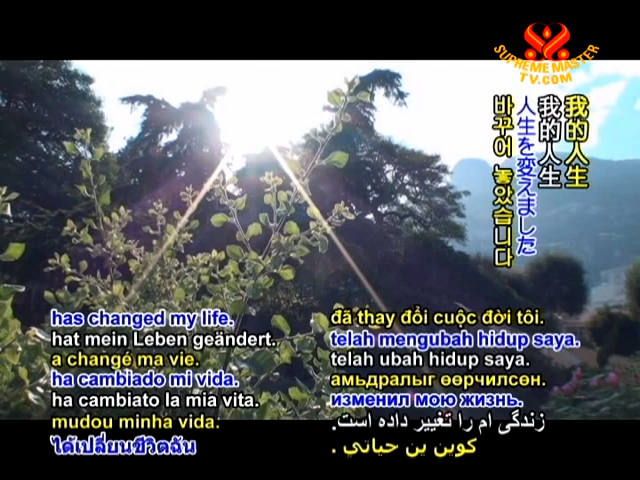 SUPREME MASTER
TV.COM
我的人生
我的人生
人生を変えました
바꾸어 놓았습니다
has changed my life.
hat mein Leben geändert.
a changé ma vie.
ha cambiado mi vida.
ha cambiato la mia vita.
mudou minha vida.
ได้เปลี่ยนชีวิตฉัน
đã thay đổi cuộc đời tôi.
telah mengubah hidup saya.
telah ubah hidup saya.
амьдралыг өөрчилсөн.
изменил мою жизнь.
زندگی ام را تغییر داده است.
كوين ين حياتي .